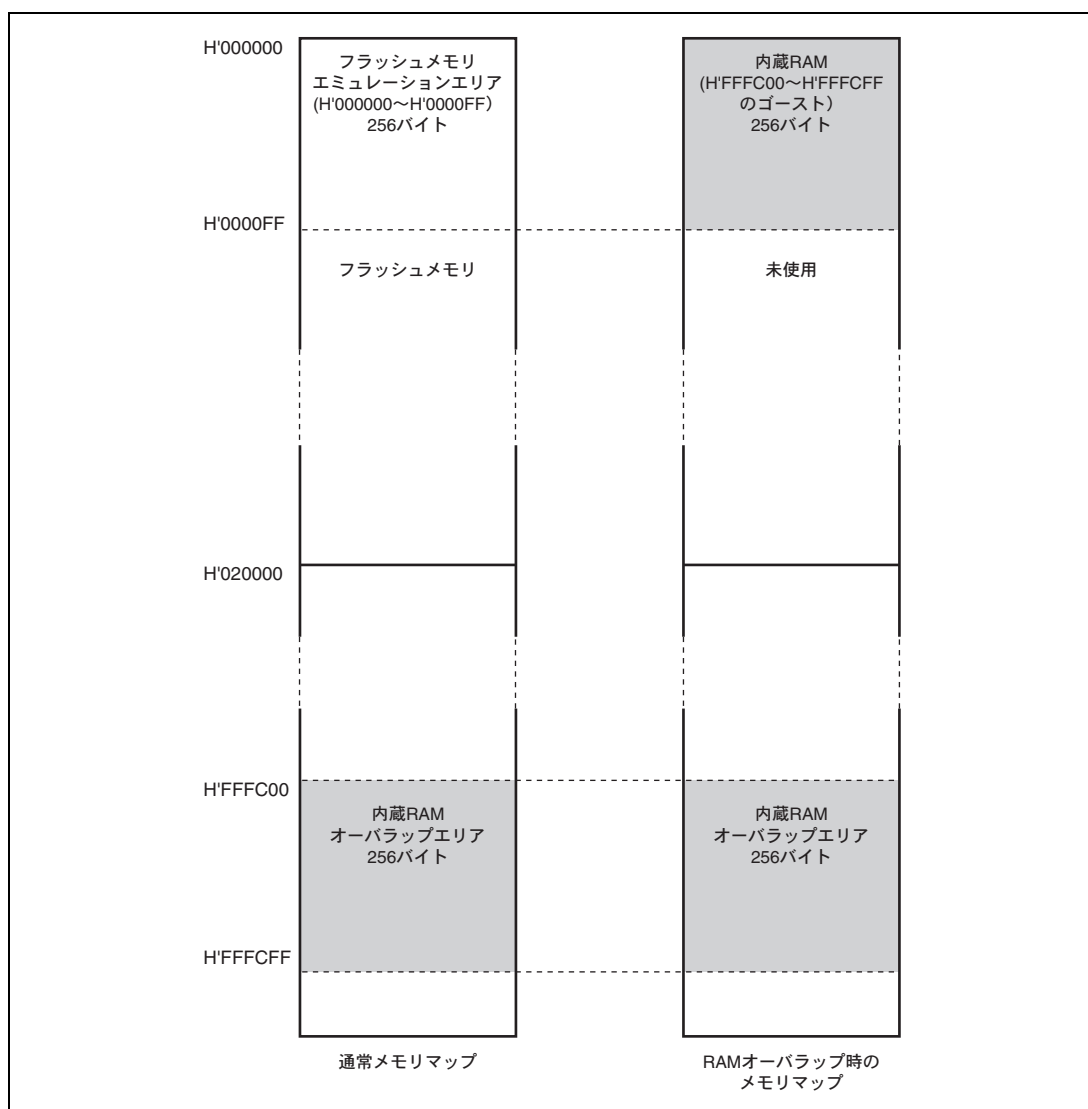 H'000000
フラッシュメモリ
エミュレーションエリア
(H'000000～H'0000FF)
256バイト
内蔵RAM
(H'FFFC00～H'FFFCFF
のゴースト)
256バイト
H'0000FF
フラッシュメモリ
未使用
H'020000
H'FFFC00
内蔵RAM
オーバラップエリア
256バイト
内蔵RAM
オーバラップエリア
256バイト
H'FFFCFF
通常メモリマップ
RAMオーバラップ時の
メモリマップ